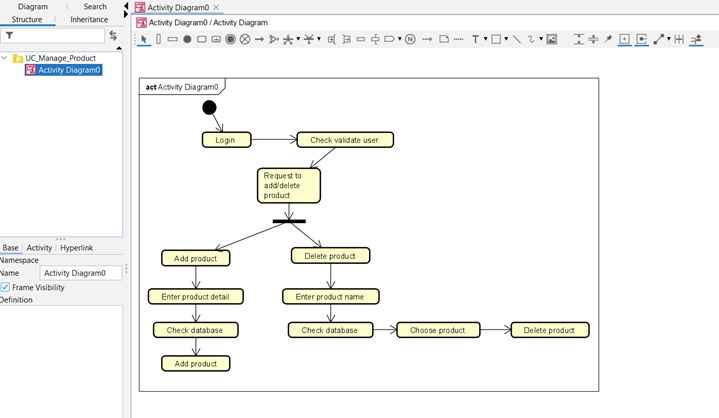 Diagram
Search
Structure
Inheritance
UC_Manage_Product
Activity Diagram0
Base
Activity
Hyperlink
Namespace
Name
Activity Diagram0
Frame Visibility
Definition
Activity Diagram0
Activity Diagram0 / Activity Diagram
T
N
act Activity Diagram0
Login
Check validate user
Request to
add/delete
product
Add product
Delete product
Enter product detail
Enter product name
Check database
Check database
Choose product
Delete product
Add product